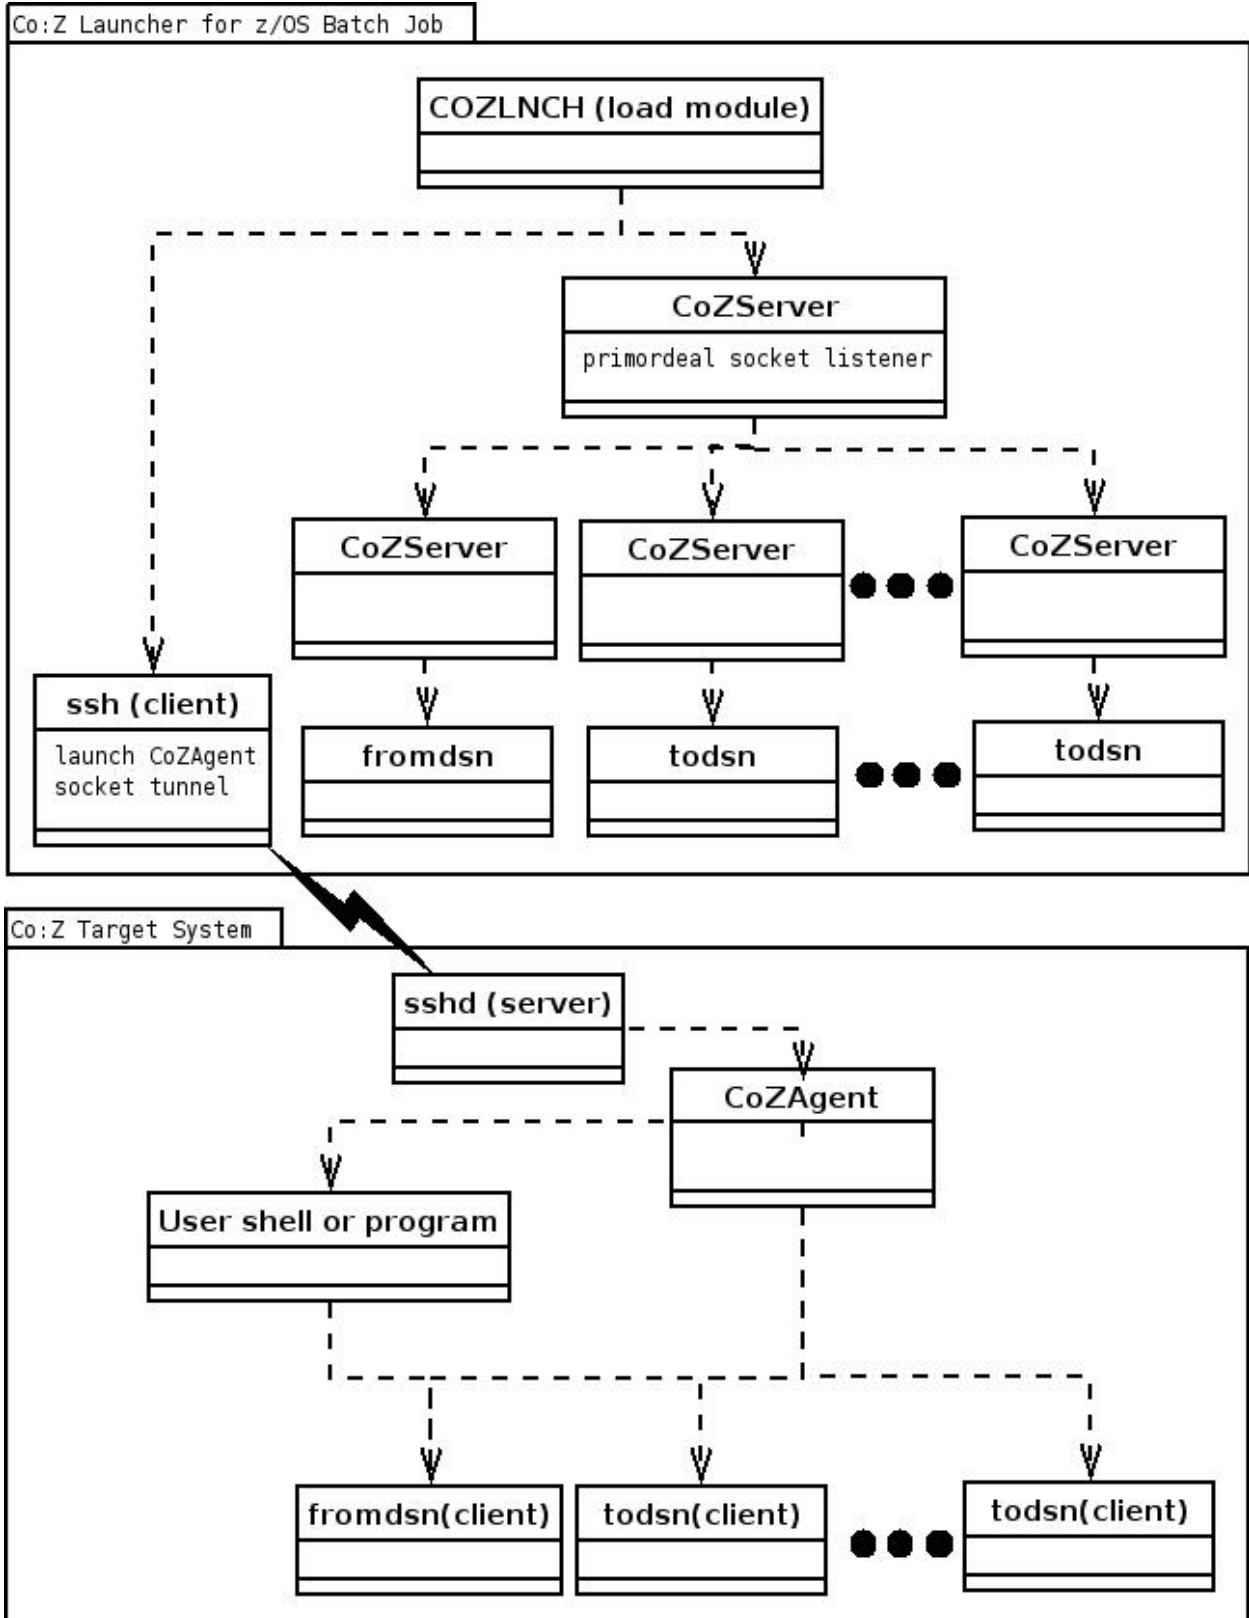 Co:Z Launcher for z/OS Batch Job
COZLNCH (load module)
CoZServer
primordeal socket listener
CoZServer
CoZServer
CoZServer
ssh (client)
launch CoZAgent
socket tunnel
fromdsn
todsn
todsn
Co:Z Target System
sshd (server)
CoZAgent
User shell or program
fromdsn(client)
todsn(client)
todsn(client)